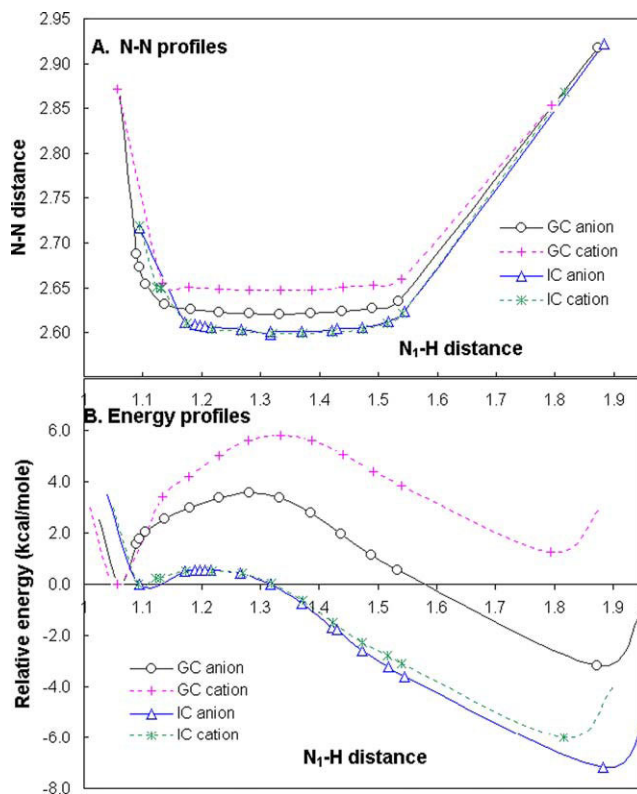 A. N-N profiles
2.95
2.90
2.85
2.80
2.75
2.70
2.65
2.60
N-N distance
GC anion
GC cation
IC anion
IC cation
N₁-H distance
1 1.1 1.2 1.3 1.4 1.5 1.6 1.7 1.8 1.9
B. Energy profiles
6.0
4.0
2.0
0.0
-2.0
-4.0
-6.0
-8.0
Relative energy (kcal/mole)
1 1.1 1.2 1.3 1.4 1.5 1.6 1.7 1.8 1.9
GC anion
GC cation
IC anion
IC cation
N₁-H distance